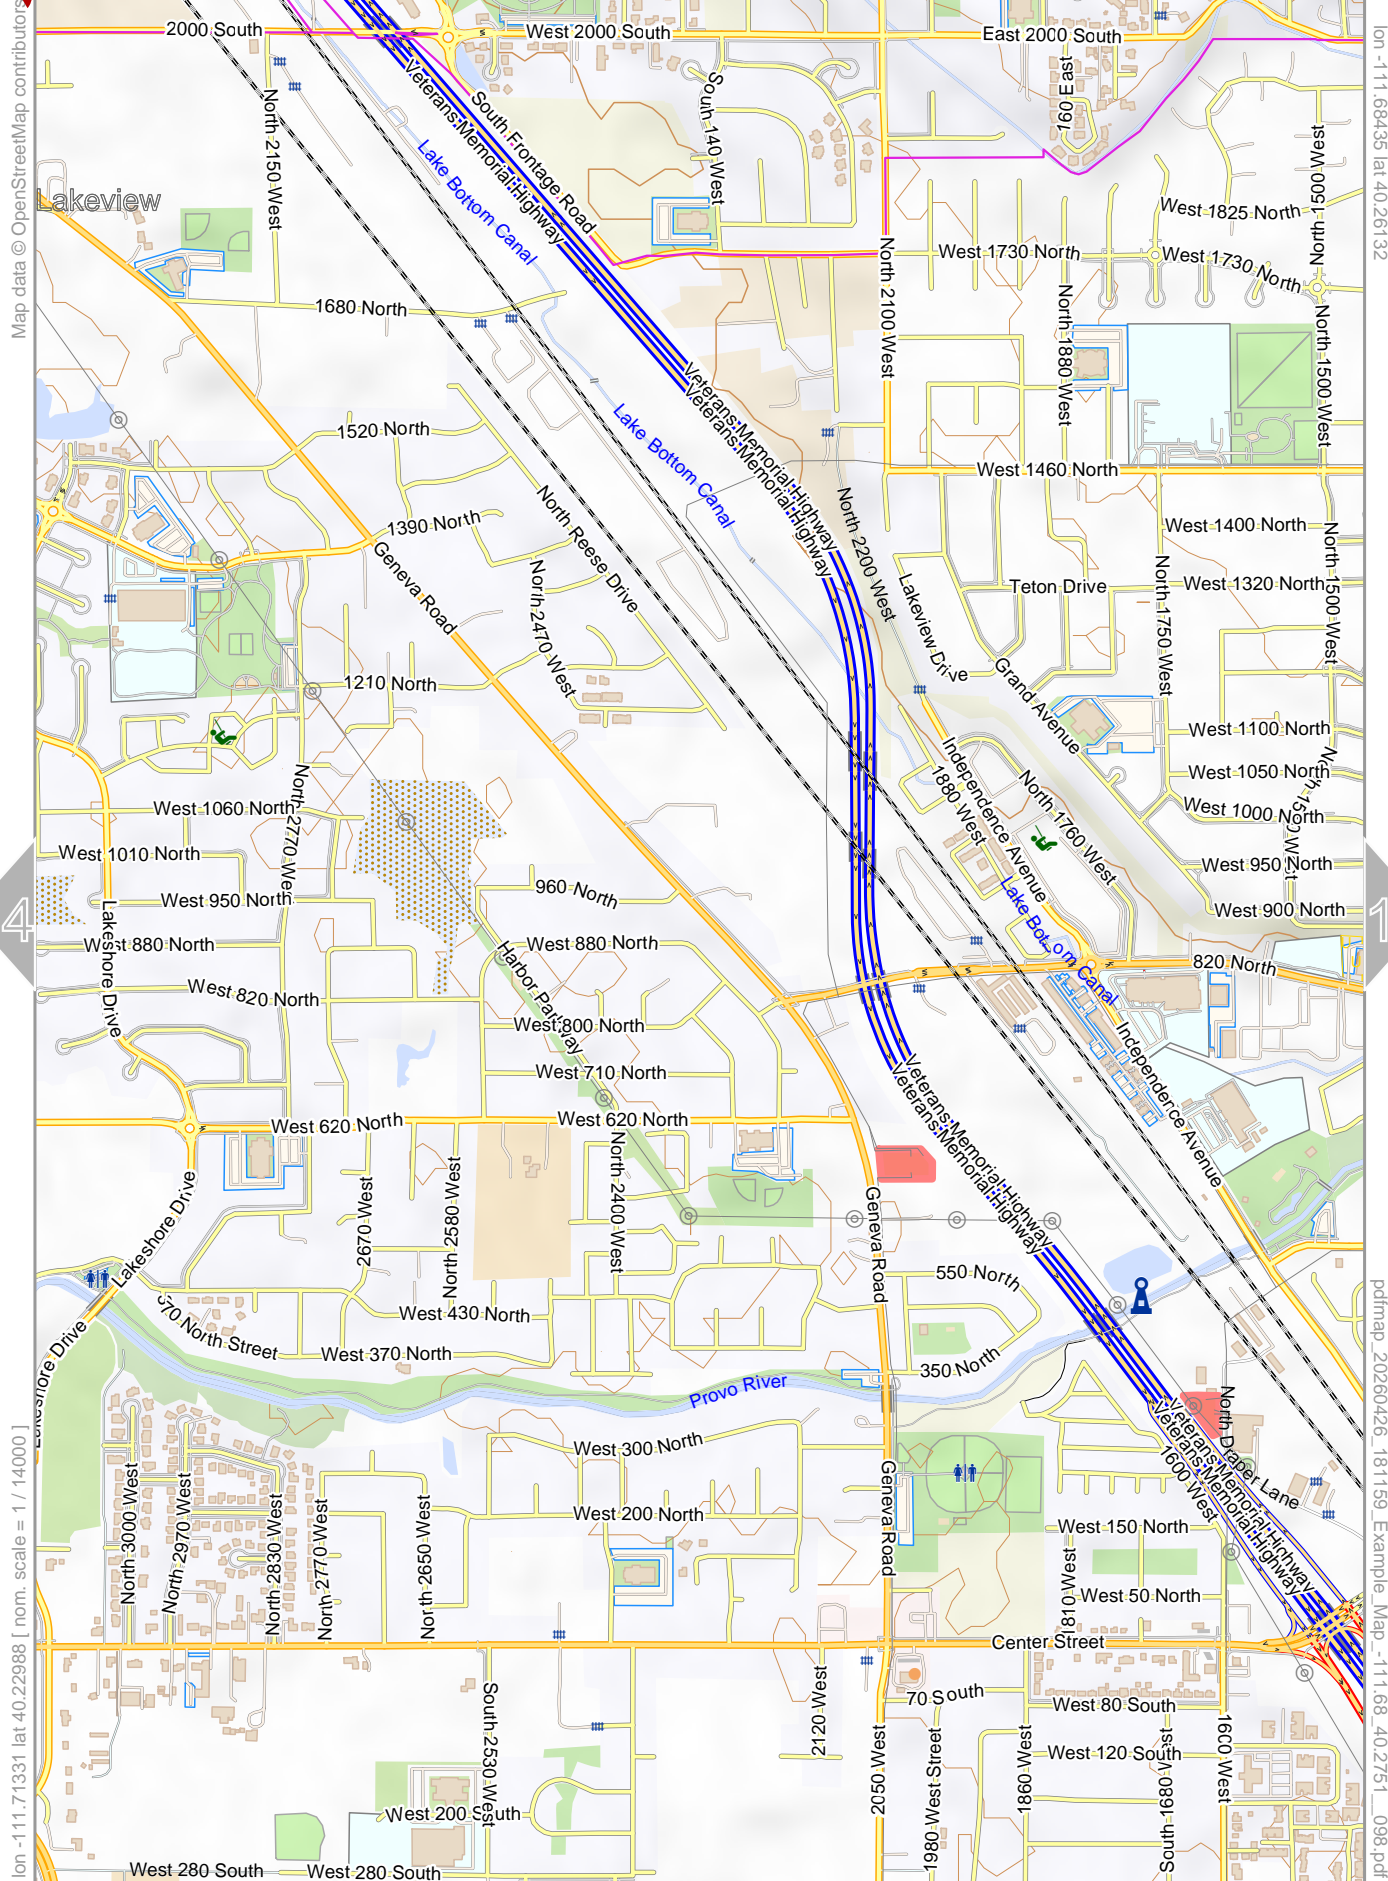 2000 South
West 2000 South
East 2000 South
Map data © OpenStreetMap contributors
lon -111.68435 lat 40.26132
Veterans Memorial Highway
South Frontage Road
South 140 West
160 East
North 2150 West
Lake Bottom Canal
Lakeview
North 1500 West
West 1825 North
Veterans Memorial Highway
North 2100 West
West 1730 North
West 1730 North
1680 North
North 1880 West
North 1500 West
Veterans Memorial Highway
Veterans Memorial Highway
Lake Bottom Canal
1520 North
West 1460 North
1390 North
North Reese Drive
North 2200 West
West 1400 North
North 1500 West
Geneva Road
North 2470 West
Lakeview Drive
Teton Drive
North 1750 West
West 1320 North
1210 North
Grand Avenue
West 1100 North
Independence Avenue
1880 West
North 1760 West
West 1050 North
North 1500 West
West 1000 North
West 1060 North
North 2770 West
West 1010 North
West 950 North
960 North
West 950 North
Lake Bottom Canal
West 900 North
4
1
Lakeshore Drive
West 880 North
Harbor Parkway
West 880 North
820 North
West 820 North
West 800 North
Independence Avenue
West 710 North
Veterans Memorial Highway
Veterans Memorial Highway
West 620 North
West 620 North
North 2400 West
Lakeshore Drive
2670 West
North 2580 West
Geneva Road
550 North
West 430 North
370 North Street
West 370 North
350 North
Lakeshore Drive
Provo River
North Draper Lane
Veterans Memorial Highway
Veterans Memorial Highway
1600 West
West 300 North
Geneva Road
North 3000 West
North 2970 West
North 2830 West
North 2770 West
North 2650 West
West 200 North
West 150 North
1810 West
West 50 North
Center Street
70 South
West 80 South
South 2530 West
2120 West
2050 West
1980 West Street
1860 West
West 120 South
South 1680 West
1600 West
West 200 South
West 280 South
West 280 South
lon -111.71331 lat 40.22988 [ nom. scale = 1 / 14000 ]
pdfmap_20260426_181159_Example_Map_-111.68_40.2751__098.pdf